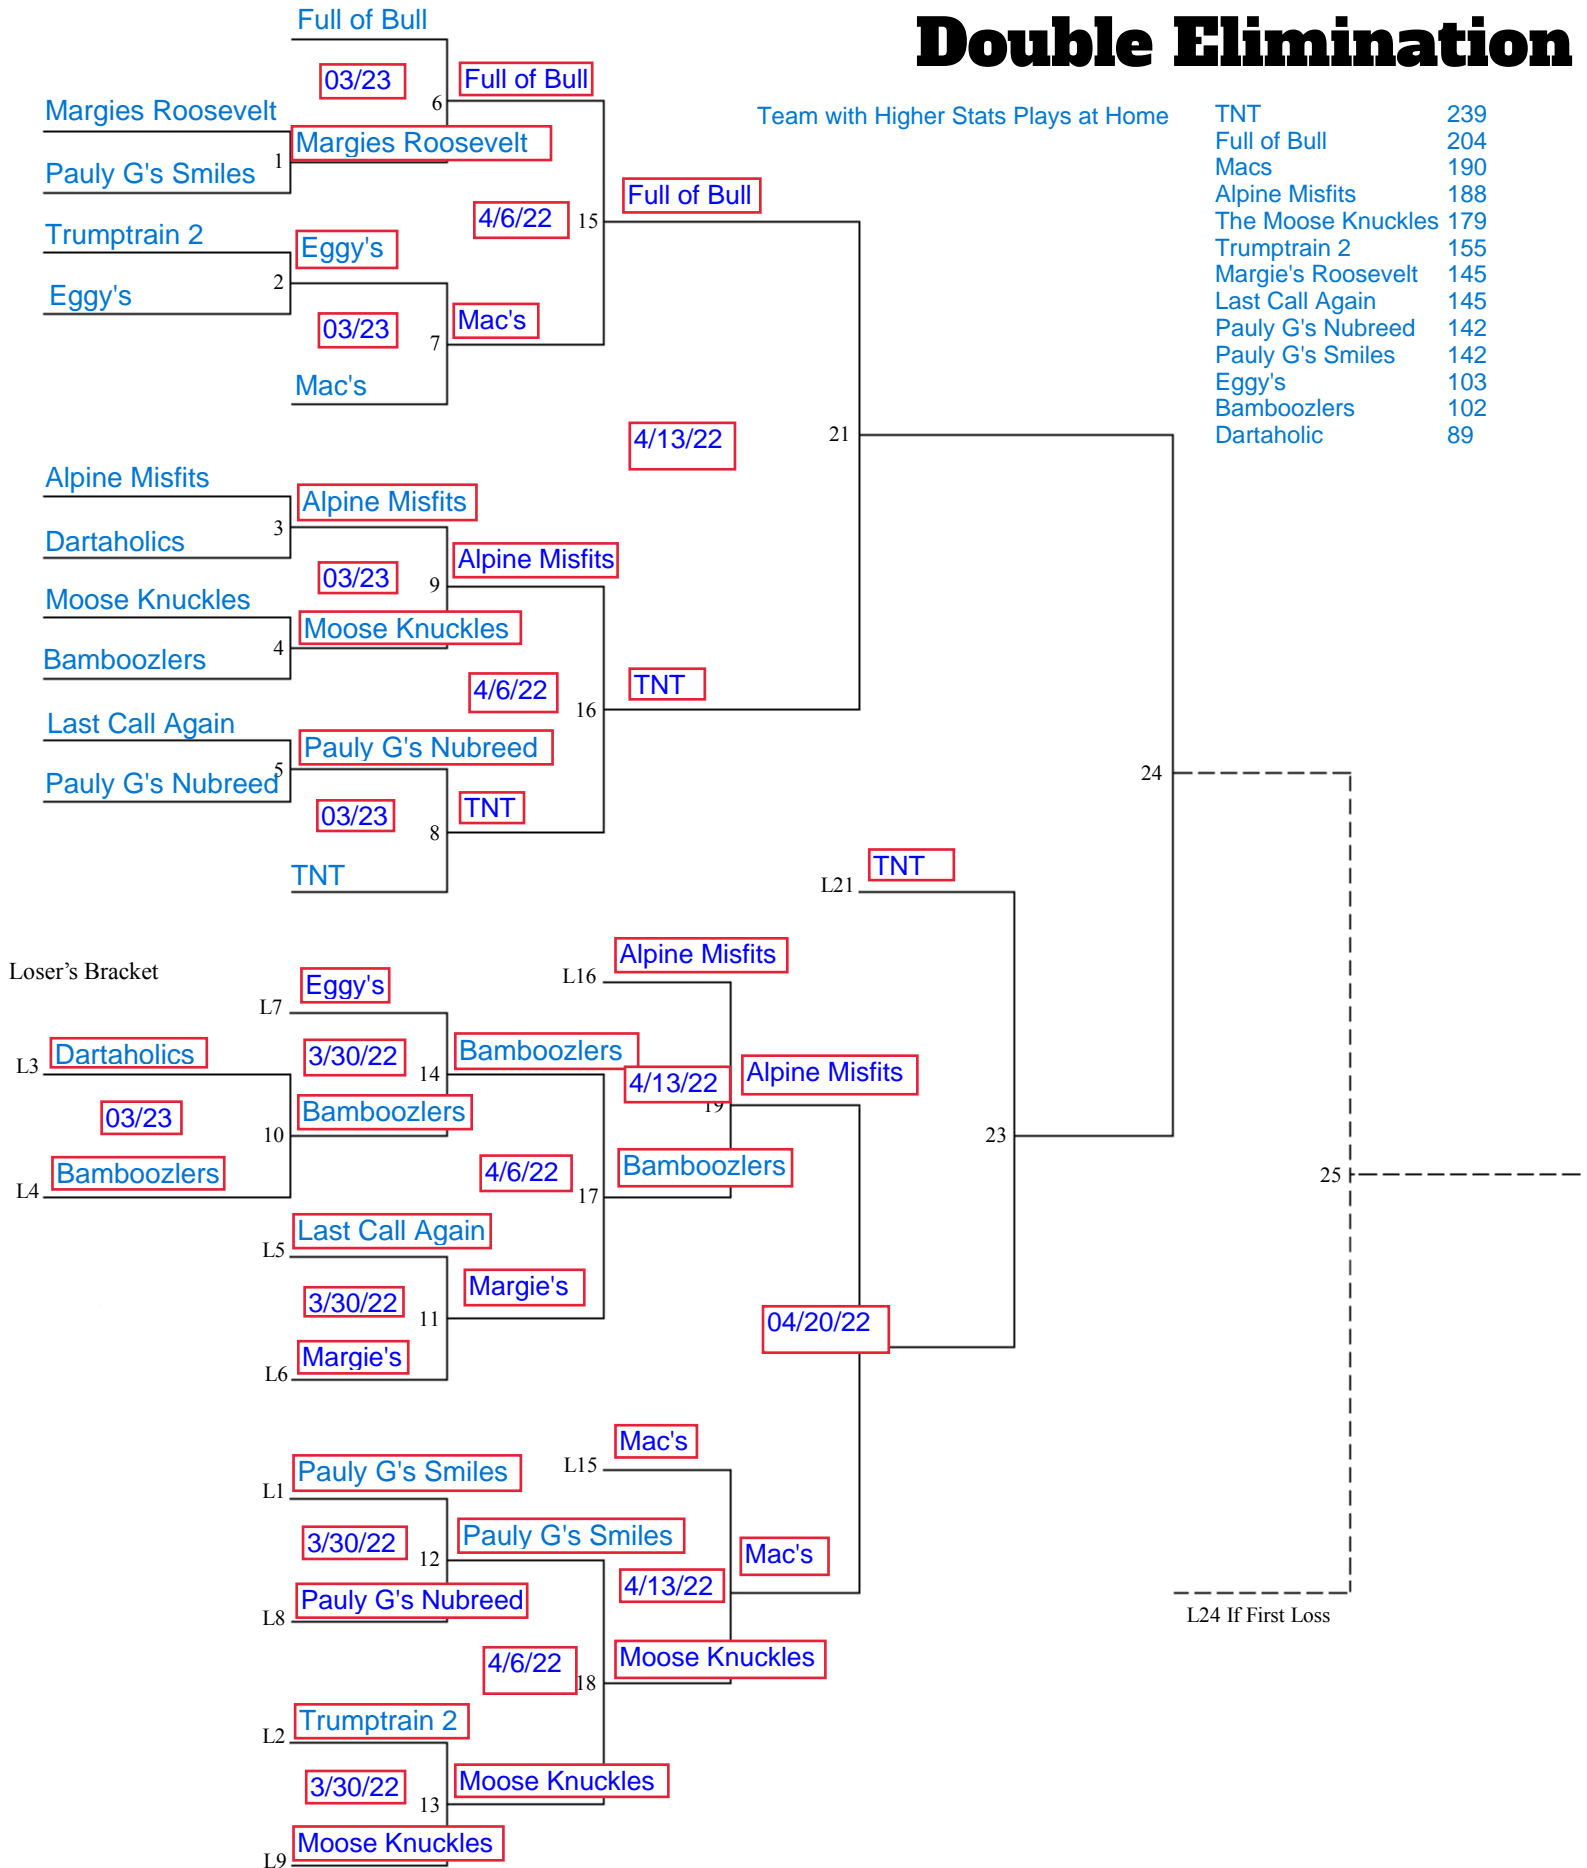 Double Elimination
Team with Higher Stats Plays at Home
TNT 239
Full of Bull 204
Macs 190
Alpine Misfits 188
The Moose Knuckles 179
Trumptrain 2 155
Margie's Roosevelt 145
Last Call Again 145
Pauly G's Nubreed 142
Pauly G's Smiles 142
Eggy's 103
Bamboozlers 102
Dartaholic 89
Full of Bull
03/23
6
Full of Bull
Margies Roosevelt
1
Margies Roosevelt
Pauly G's Smiles
4/6/22
15
Full of Bull
Trumptrain 2
Eggy's
2
Eggy's
03/23
7
Mac's
Mac's
4/13/22
21
Alpine Misfits
Alpine Misfits
3
Dartaholics
03/23
9
Alpine Misfits
Moose Knuckles
Moose Knuckles
4
Bamboozlers
4/6/22
16
TNT
Last Call Again
Pauly G's Nubreed
5
Pauly G's Nubreed
03/23
8
TNT
TNT
24
L21
TNT
Loser's Bracket
L16
Alpine Misfits
L7
Eggy's
L3
Dartaholics
3/30/22
14
Bamboozlers
4/13/22
19
Alpine Misfits
03/23
10
Bamboozlers
L4
Bamboozlers
4/6/22
17
Bamboozlers
23
25
L5
Last Call Again
3/30/22
11
Margie's
L6
Margie's
04/20/22
L15
Mac's
L1
Pauly G's Smiles
3/30/22
12
Pauly G's Smiles
4/13/22
Mac's
L8
Pauly G's Nubreed
L24 If First Loss
4/6/22
18
Moose Knuckles
L2
Trumptrain 2
3/30/22
13
Moose Knuckles
L9
Moose Knuckles